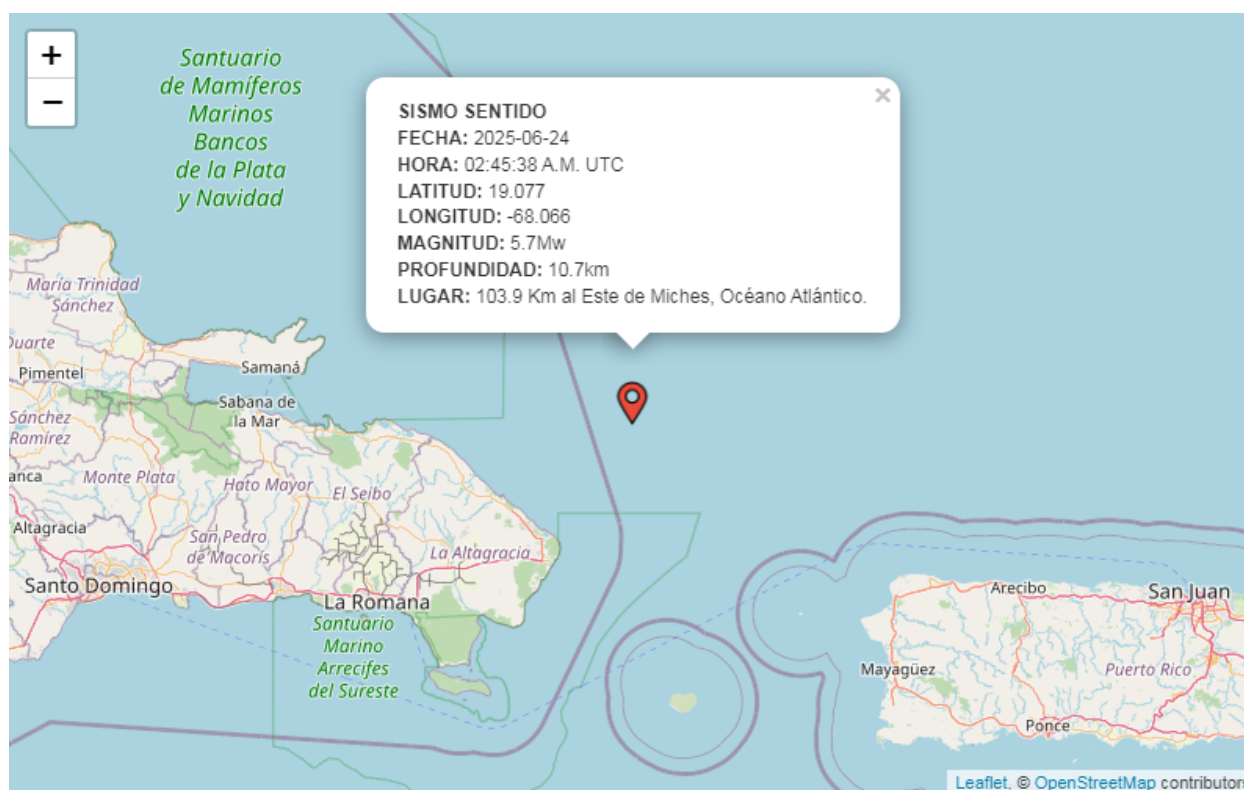 +
−
Santuario
de Mamíferos
Marinos
Bancos
de la Plata
y Navidad
×
SISMO SENTIDO
FECHA: 2025-06-24
HORA: 02:45:38 A.M. UTC
LATITUD: 19.077
LONGITUD: -68.066
MAGNITUD: 5.7Mw
PROFUNDIDAD: 10.7km
LUGAR: 103.9 Km al Este de Miches, Océano Atlántico.
María Trinidad
Sánchez
Duarte
Pimentel
Samaná
Sabana de
la Mar
Sánchez
Ramírez
anca
Monte Plata
Hato Mayor
El Seibo
Altagracia
San Pedro
de Macorís
La Altagracia
Santo Domingo
La Romana
Santuario
Marino
Arrecifes
del Sureste
Arecibo
San Juan
Mayagüez
Puerto Rico
Ponce
Leaflet, © OpenStreetMap contributors